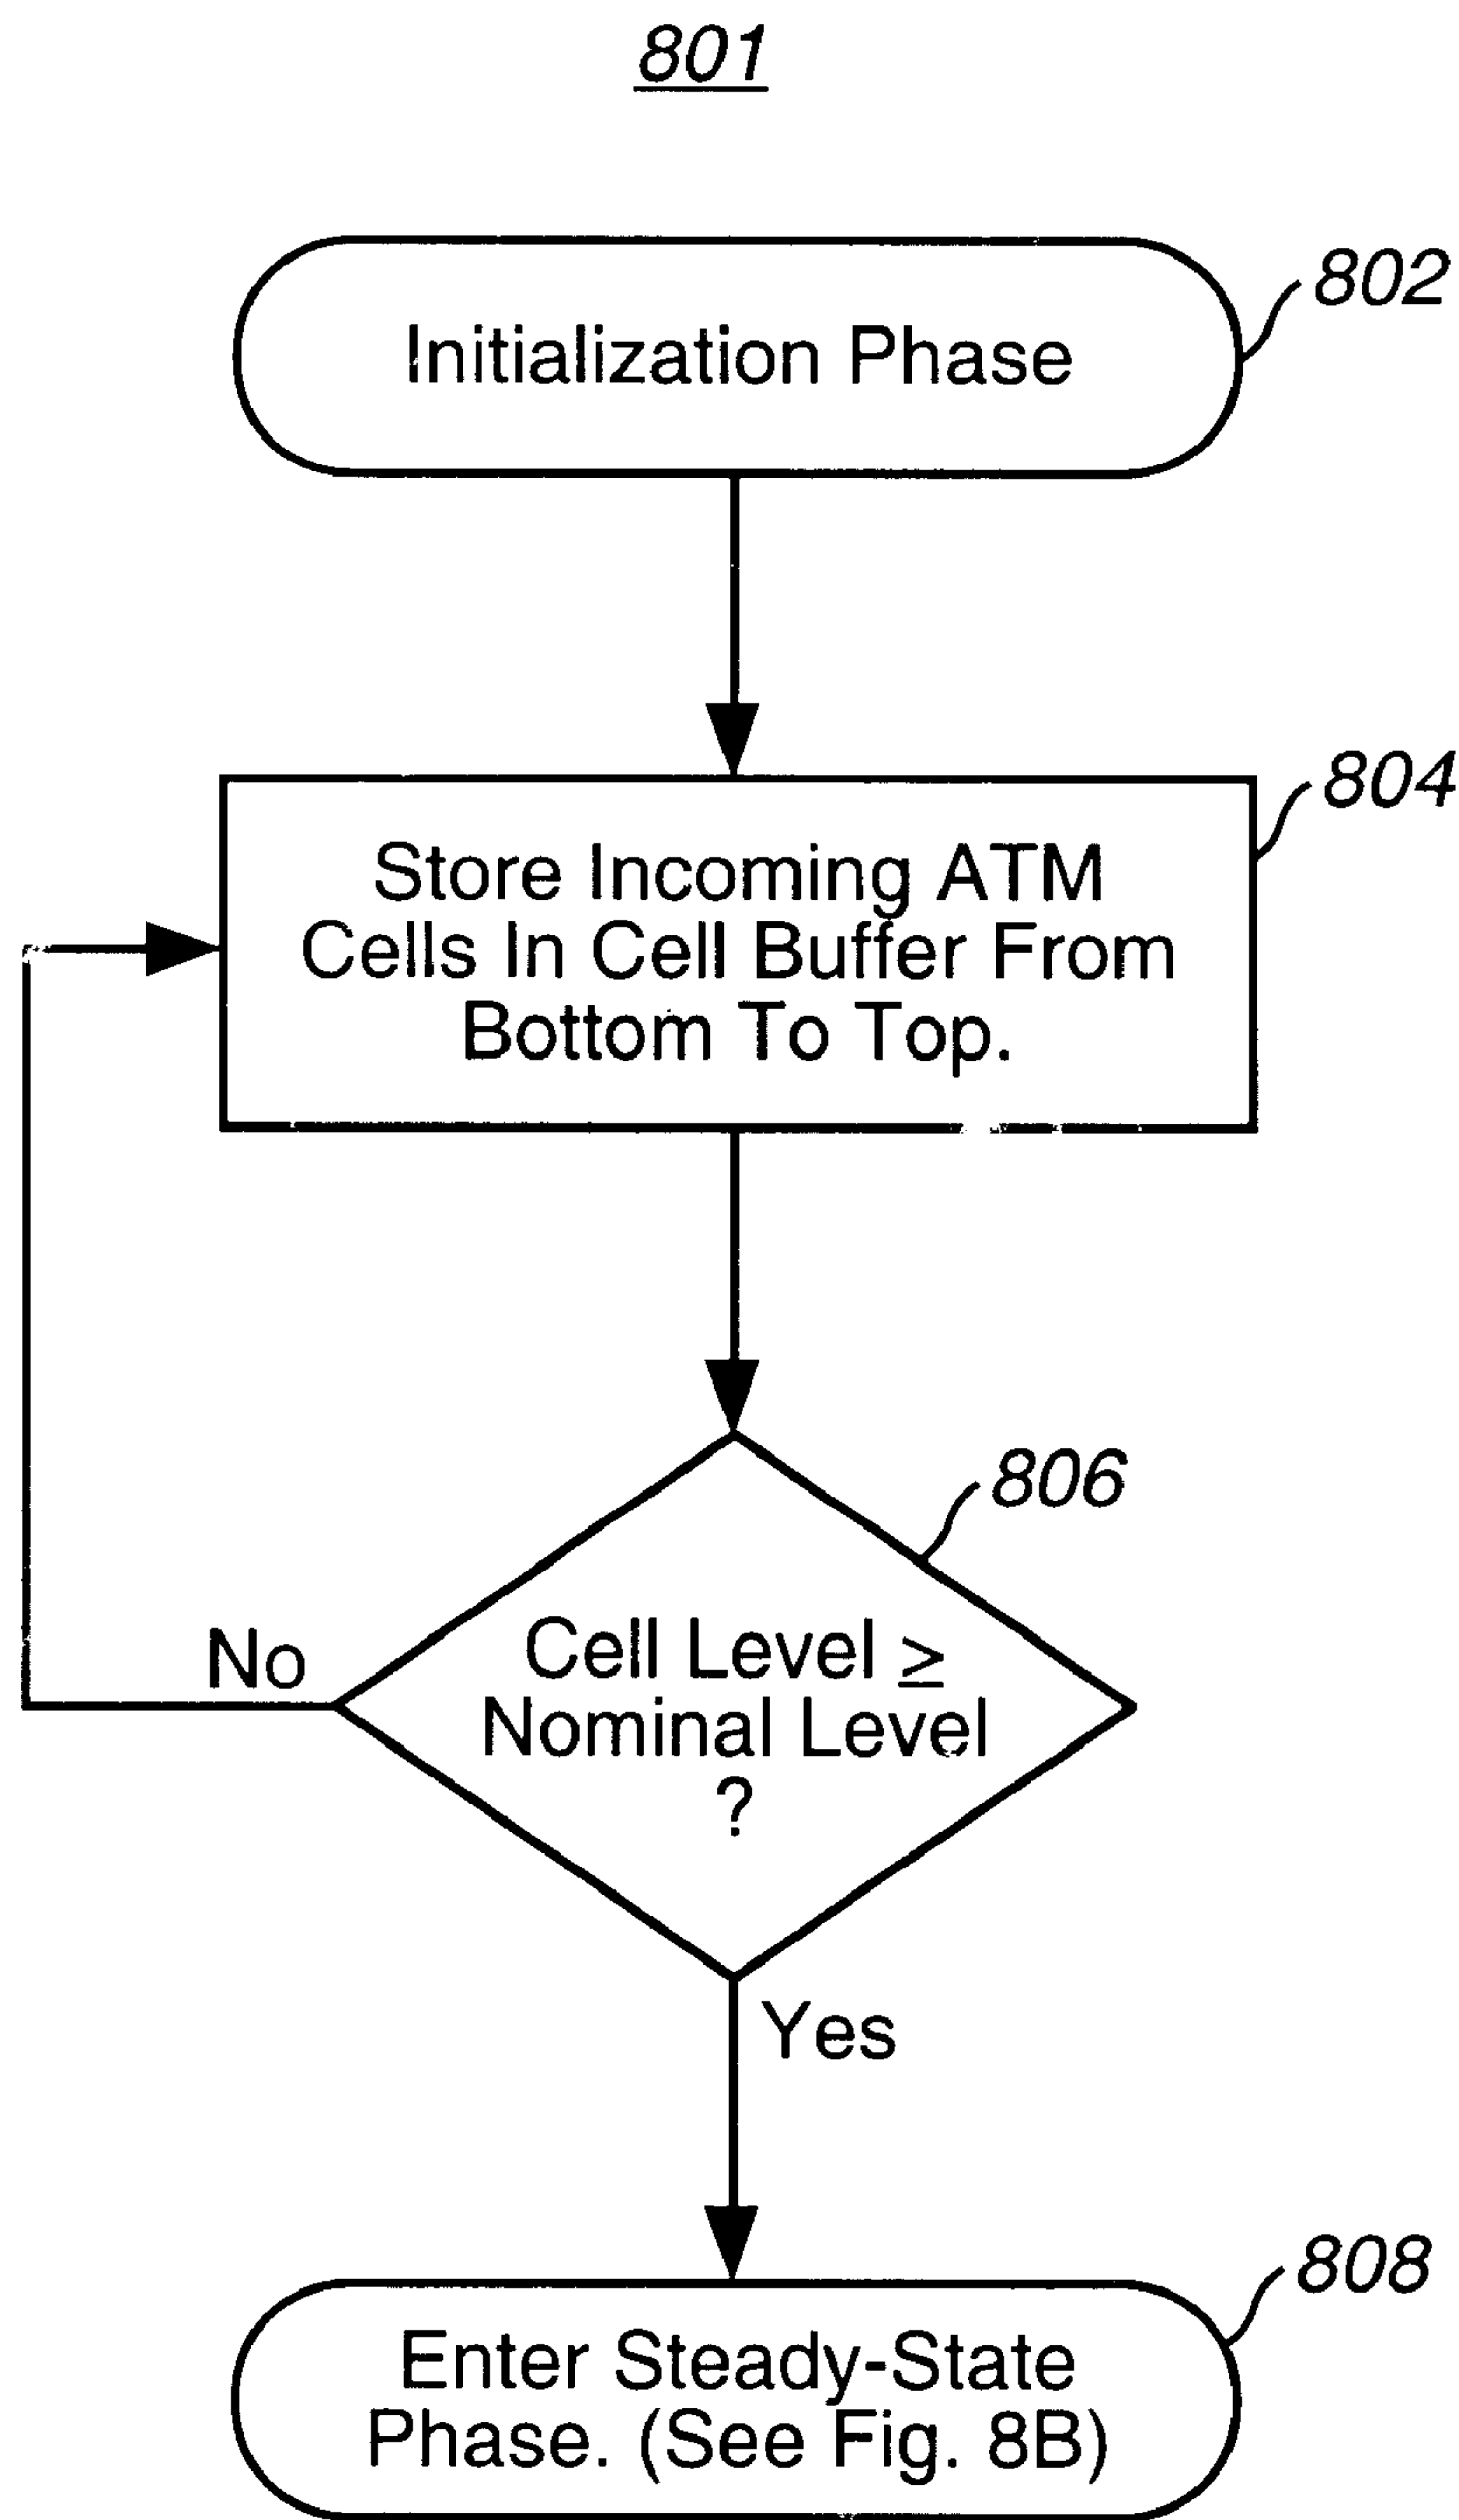 801
Initialization Phase
802
Store Incoming ATM
Cells In Cell Buffer From
Bottom To Top.
804
806
Cell Level ≥
Nominal Level
?
No
Yes
808
Enter Steady-State
Phase. (See Fig. 8B)